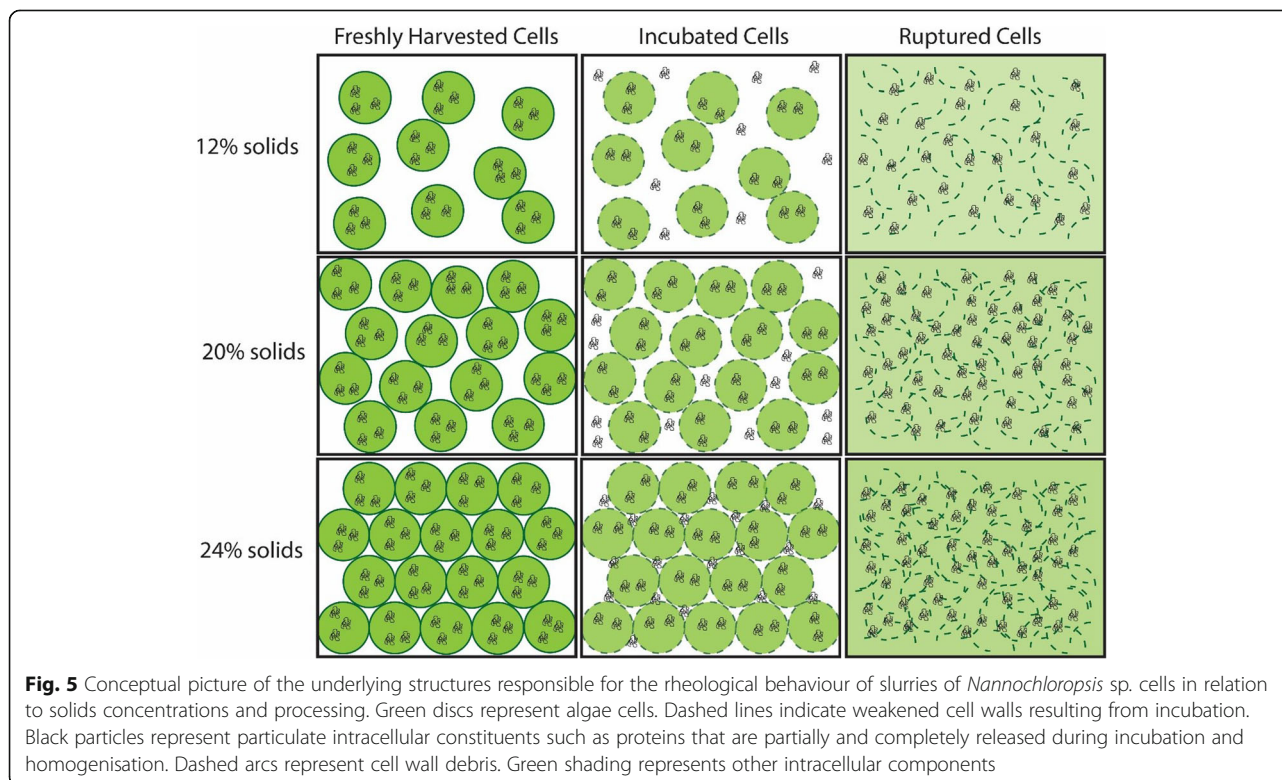 Freshly Harvested Cells Incubated Cells Ruptured Cells
12% solids
20% solids
24% solids
Fig. 5 Conceptual picture of the underlying structures responsible for the rheological behaviour of slurries of Nannochloropsis sp. cells in relation
to solids concentrations and processing. Green discs represent algae cells. Dashed lines indicate weakened cell walls resulting from incubation.
Black particles represent particulate intracellular constituents such as proteins that are partially and completely released during incubation and
homogenisation. Dashed arcs represent cell wall debris. Green shading represents other intracellular components